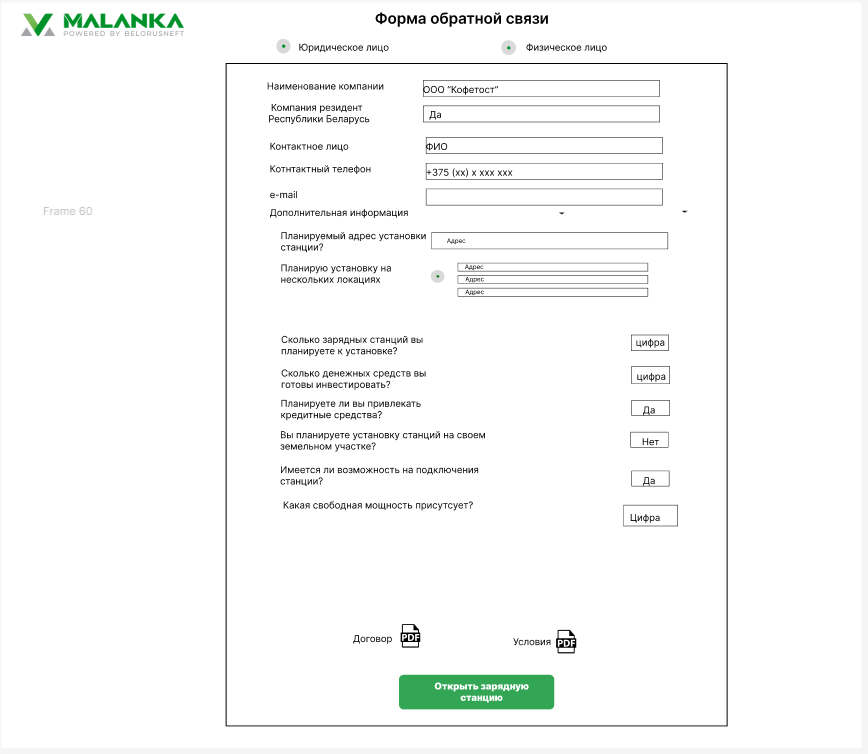 MALANKA
POWERED BY BELORUSNEFT
Форма обратной связи
Юридическое лицо
Физическое лицо
Наименование компании
ООО "Кофетост"
Компания резидент
Республики Беларусь
Да
Контактное лицо
ФИО
Котнтактный телефон
+375 (xx) x xxx xxx
e-mail
Дополнительная информация
Frame 60
Планируемый адрес установки
станции?
Адрес
Планирую установку на
нескольких локациях
Адрес
Адрес
Адрес
Сколько зарядных станций вы
планируете к установке?
цифра
Сколько денежных средств вы
готовы инвестировать?
цифра
Планируете ли вы привлекать
кредитные средства?
Да
Вы планируете установку станций на своем
земельном участке?
Нет
Имеется ли возможность на подключения
станции?
Да
Какая свободная мощность присутсует?
Цифра
Договор
PDF
Условия
PDF
Открыть зарядную
станцию